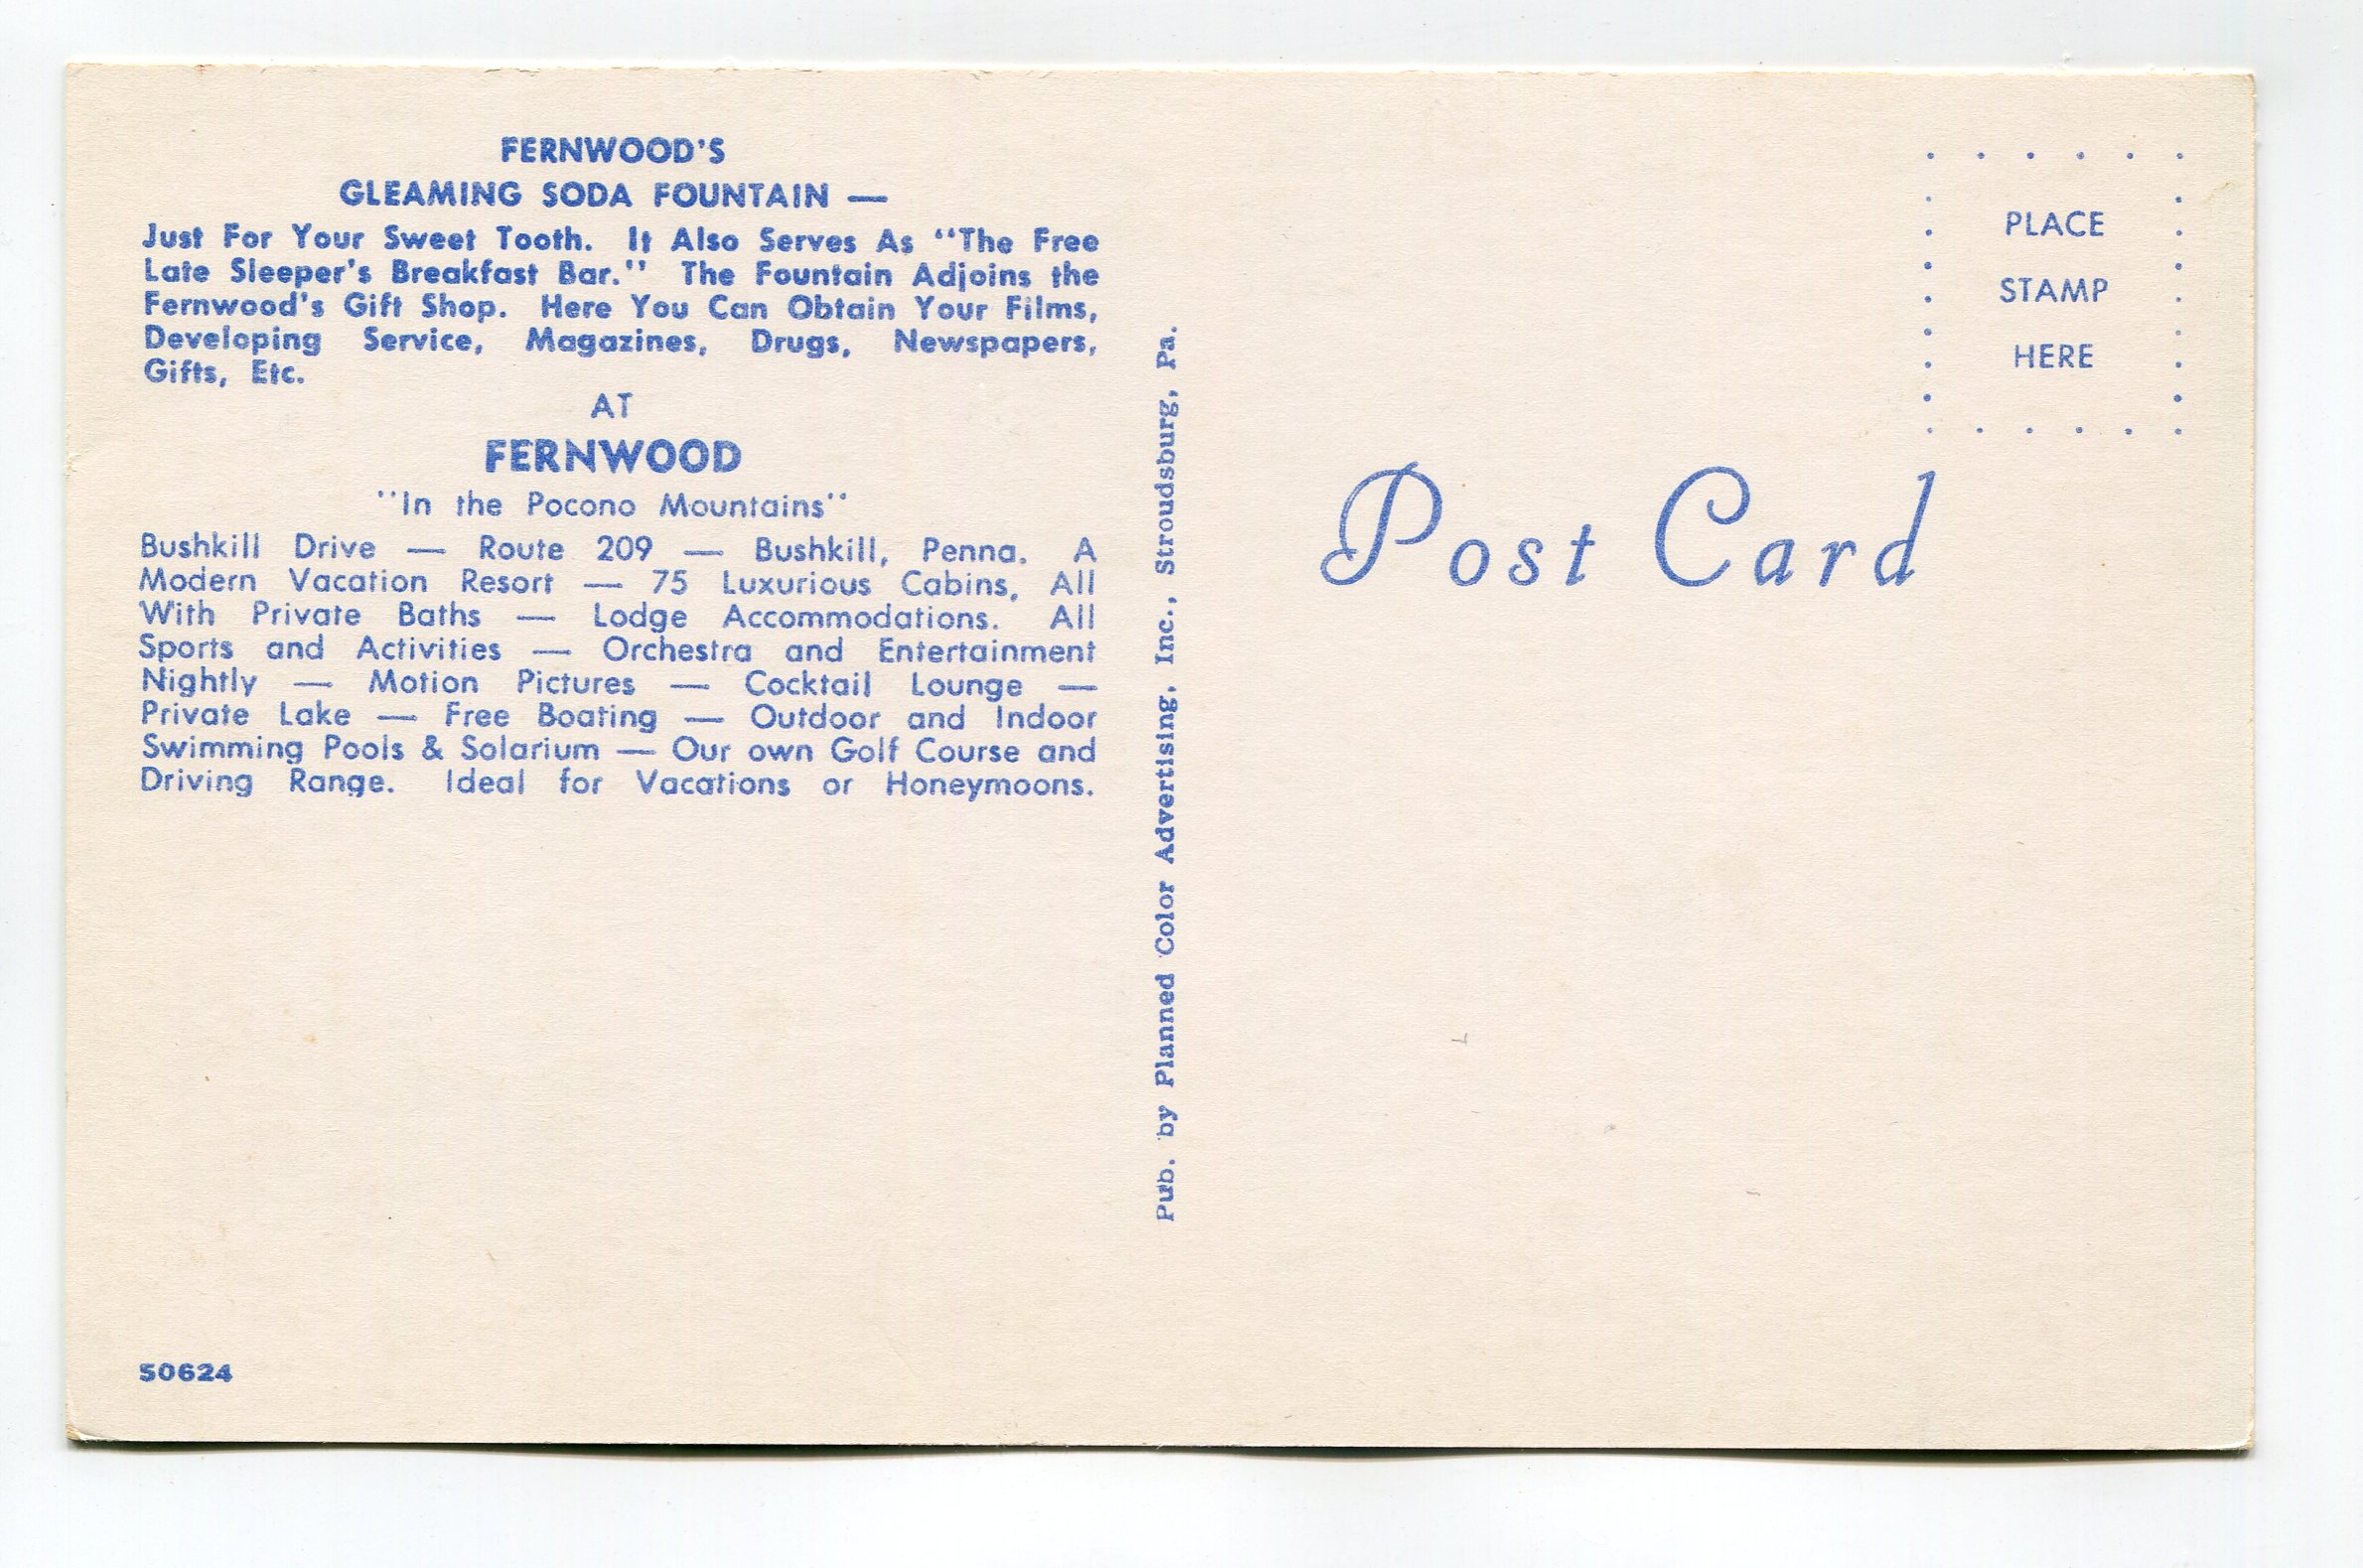 FERNWOOD'S
GLEAMING SODA FOUNTAIN —
Just For Your Sweet Tooth. It Also Serves As "The Free
Late Sleeper's Breakfast Bar." The Fountain Adjoins the
Fernwood's Gift Shop. Here You Can Obtain Your Films,
Developing Service, Magazines, Drugs, Newspapers,
Gifts, Etc.
AT
FERNWOOD
"In the Pocono Mountains"
Bushkill Drive — Route 209 — Bushkill, Penna. A
Modern Vacation Resort — 75 Luxurious Cabins, All
With Private Baths — Lodge Accommodations. All
Sports and Activities — Orchestra and Entertainment
Nightly — Motion Pictures — Cocktail Lounge —
Private Lake — Free Boating — Outdoor and Indoor
Swimming Pools & Solarium — Our own Golf Course and
Driving Range. Ideal for Vacations or Honeymoons.
50624
Pub. by Planned Color Advertising, Inc., Stroudsburg, Pa.
PLACE
STAMP
HERE
Post Card